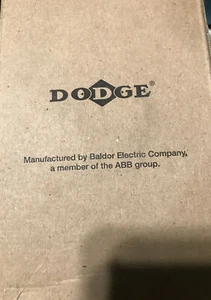 DODGE®
Manufactured by Baldor Electric Company,
a member of the ABB group.